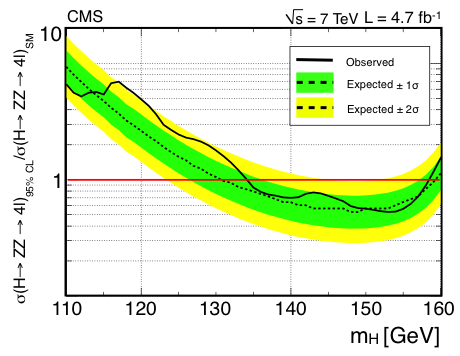 CMS √s = 7 TeV L = 4.7 fb⁻¹
Observed
Expected ± 1σ
Expected ± 2σ
10
1
σ(H→ ZZ → 4l)95% CL /σ(H→ ZZ → 4l)SM
110 120 130 140 150 160
mH [GeV]